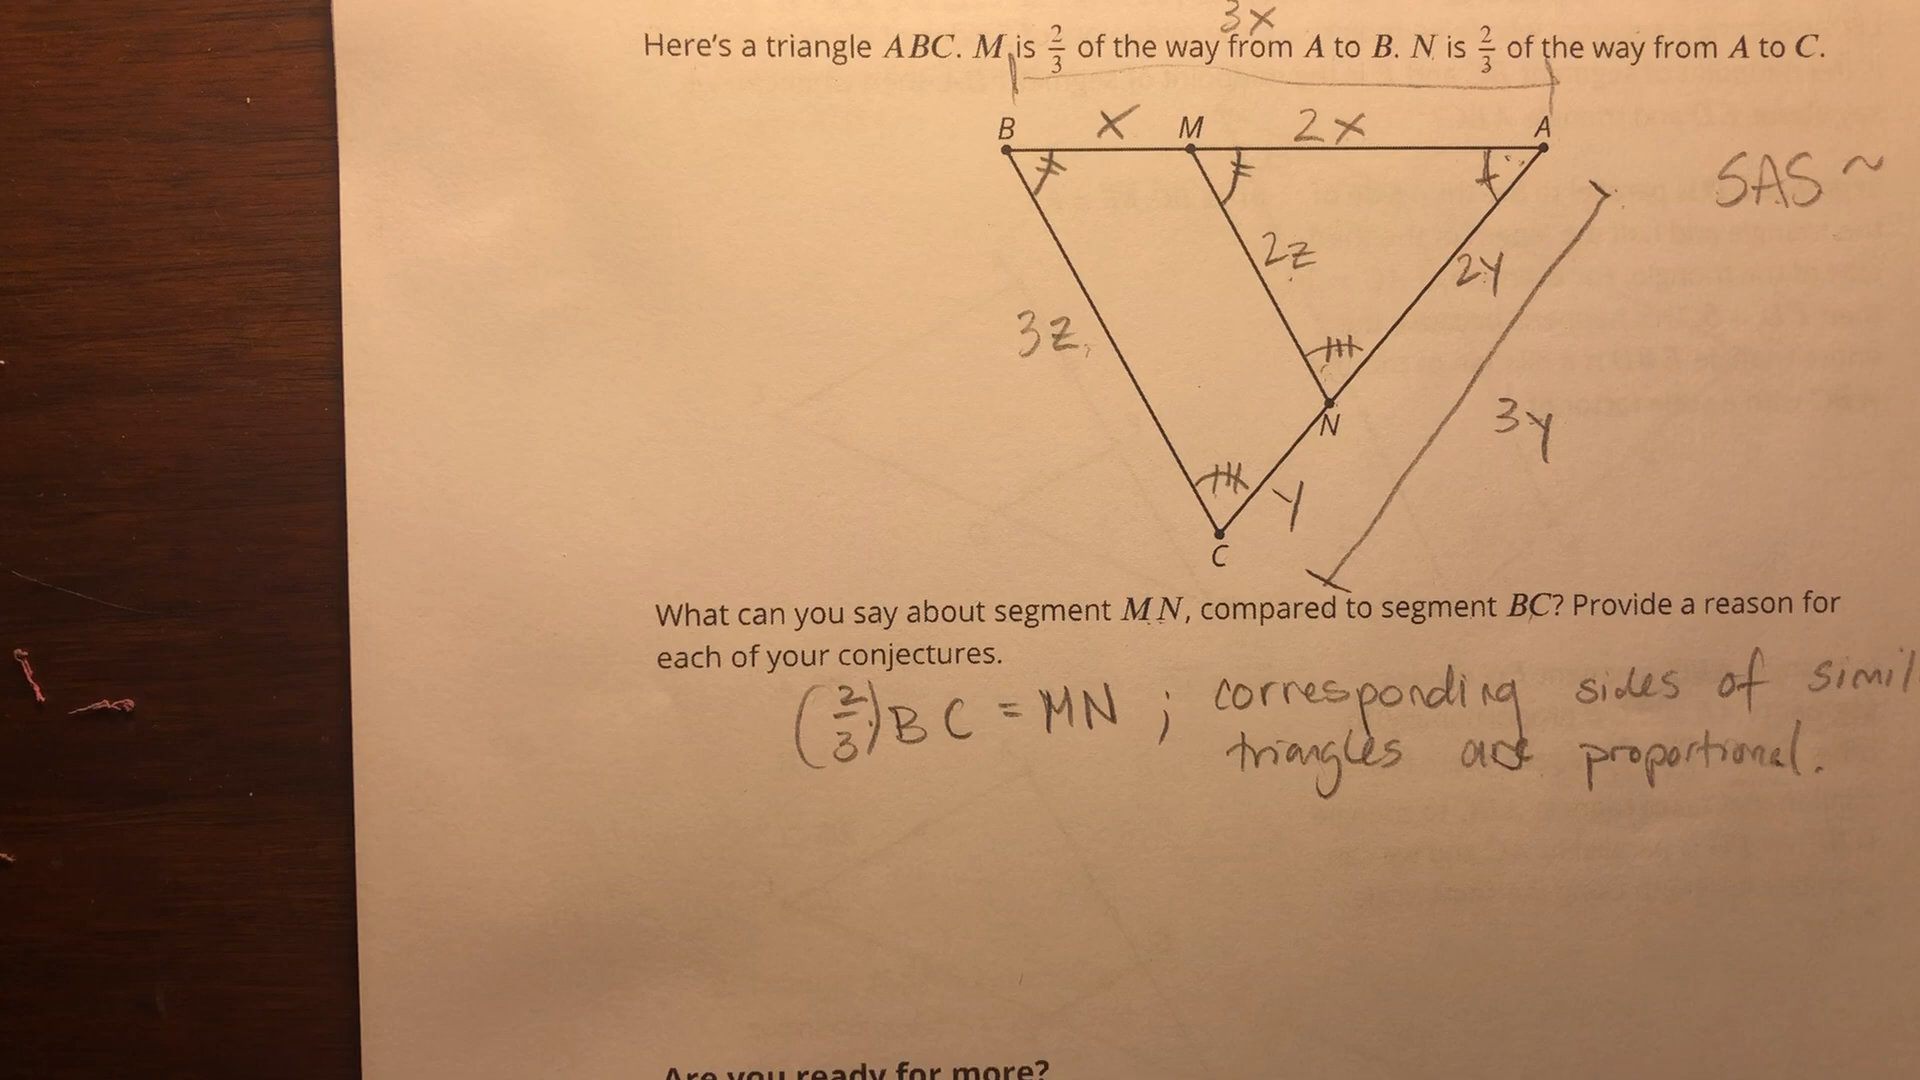 3x
Here's a triangle ABC. M is 2/3 of the way from A to B. N is 2/3 of the way from A to C.
B x M 2x A
SAS ~
2z
2y
3z
3y
N
y
C
What can you say about segment MN, compared to segment BC? Provide a reason for
each of your conjectures.
(2/3)BC = MN ; corresponding sides of simil
triangles are proportional.
Are you ready for more?